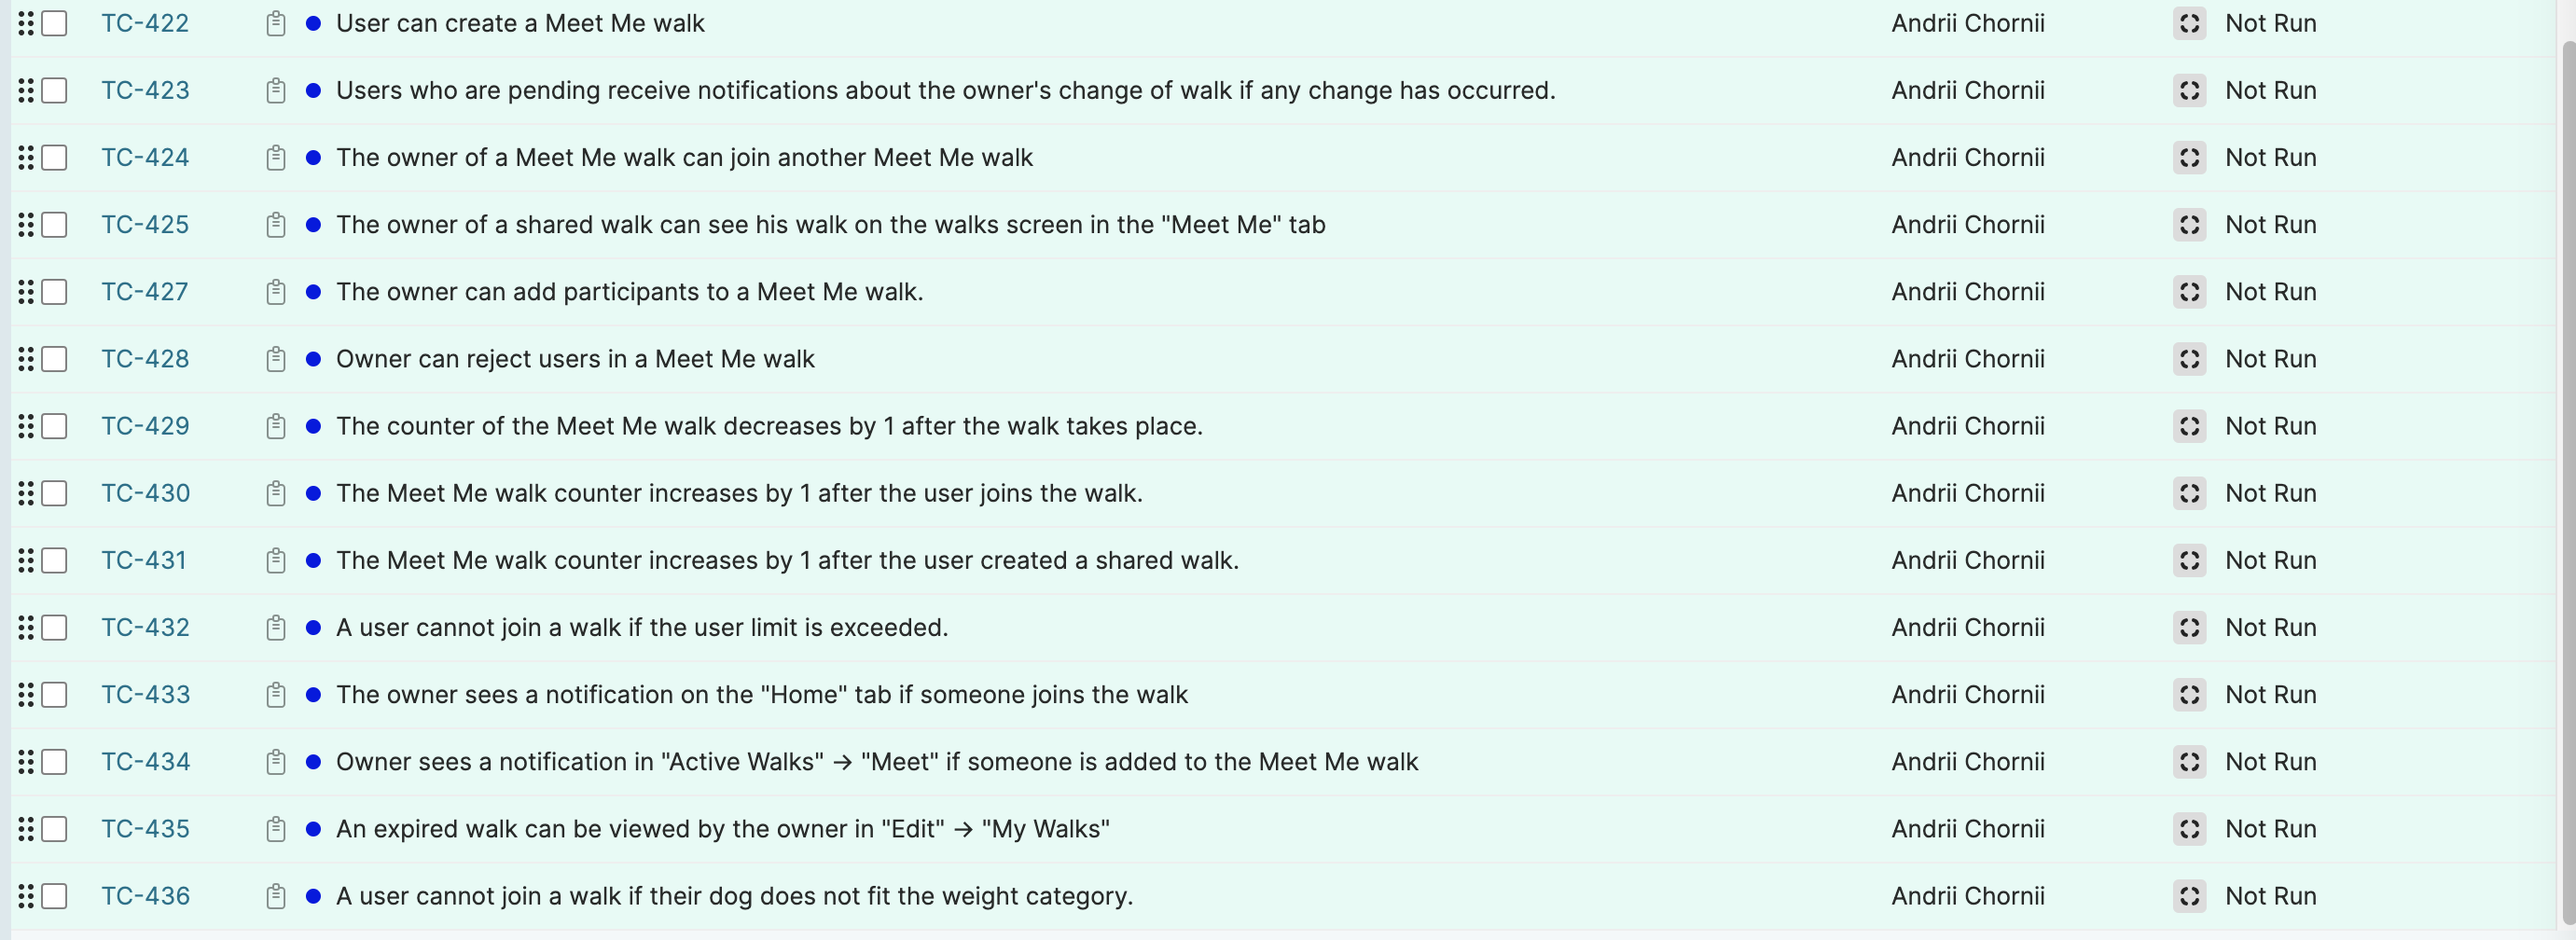 TC-422 User can create a Meet Me walk Andrii Chornii Not Run
TC-423 Users who are pending receive notifications about the owner's change of walk if any change has occurred. Andrii Chornii Not Run
TC-424 The owner of a Meet Me walk can join another Meet Me walk Andrii Chornii Not Run
TC-425 The owner of a shared walk can see his walk on the walks screen in the "Meet Me" tab Andrii Chornii Not Run
TC-427 The owner can add participants to a Meet Me walk. Andrii Chornii Not Run
TC-428 Owner can reject users in a Meet Me walk Andrii Chornii Not Run
TC-429 The counter of the Meet Me walk decreases by 1 after the walk takes place. Andrii Chornii Not Run
TC-430 The Meet Me walk counter increases by 1 after the user joins the walk. Andrii Chornii Not Run
TC-431 The Meet Me walk counter increases by 1 after the user created a shared walk. Andrii Chornii Not Run
TC-432 A user cannot join a walk if the user limit is exceeded. Andrii Chornii Not Run
TC-433 The owner sees a notification on the "Home" tab if someone joins the walk Andrii Chornii Not Run
TC-434 Owner sees a notification in "Active Walks" → "Meet" if someone is added to the Meet Me walk Andrii Chornii Not Run
TC-435 An expired walk can be viewed by the owner in "Edit" → "My Walks" Andrii Chornii Not Run
TC-436 A user cannot join a walk if their dog does not fit the weight category. Andrii Chornii Not Run